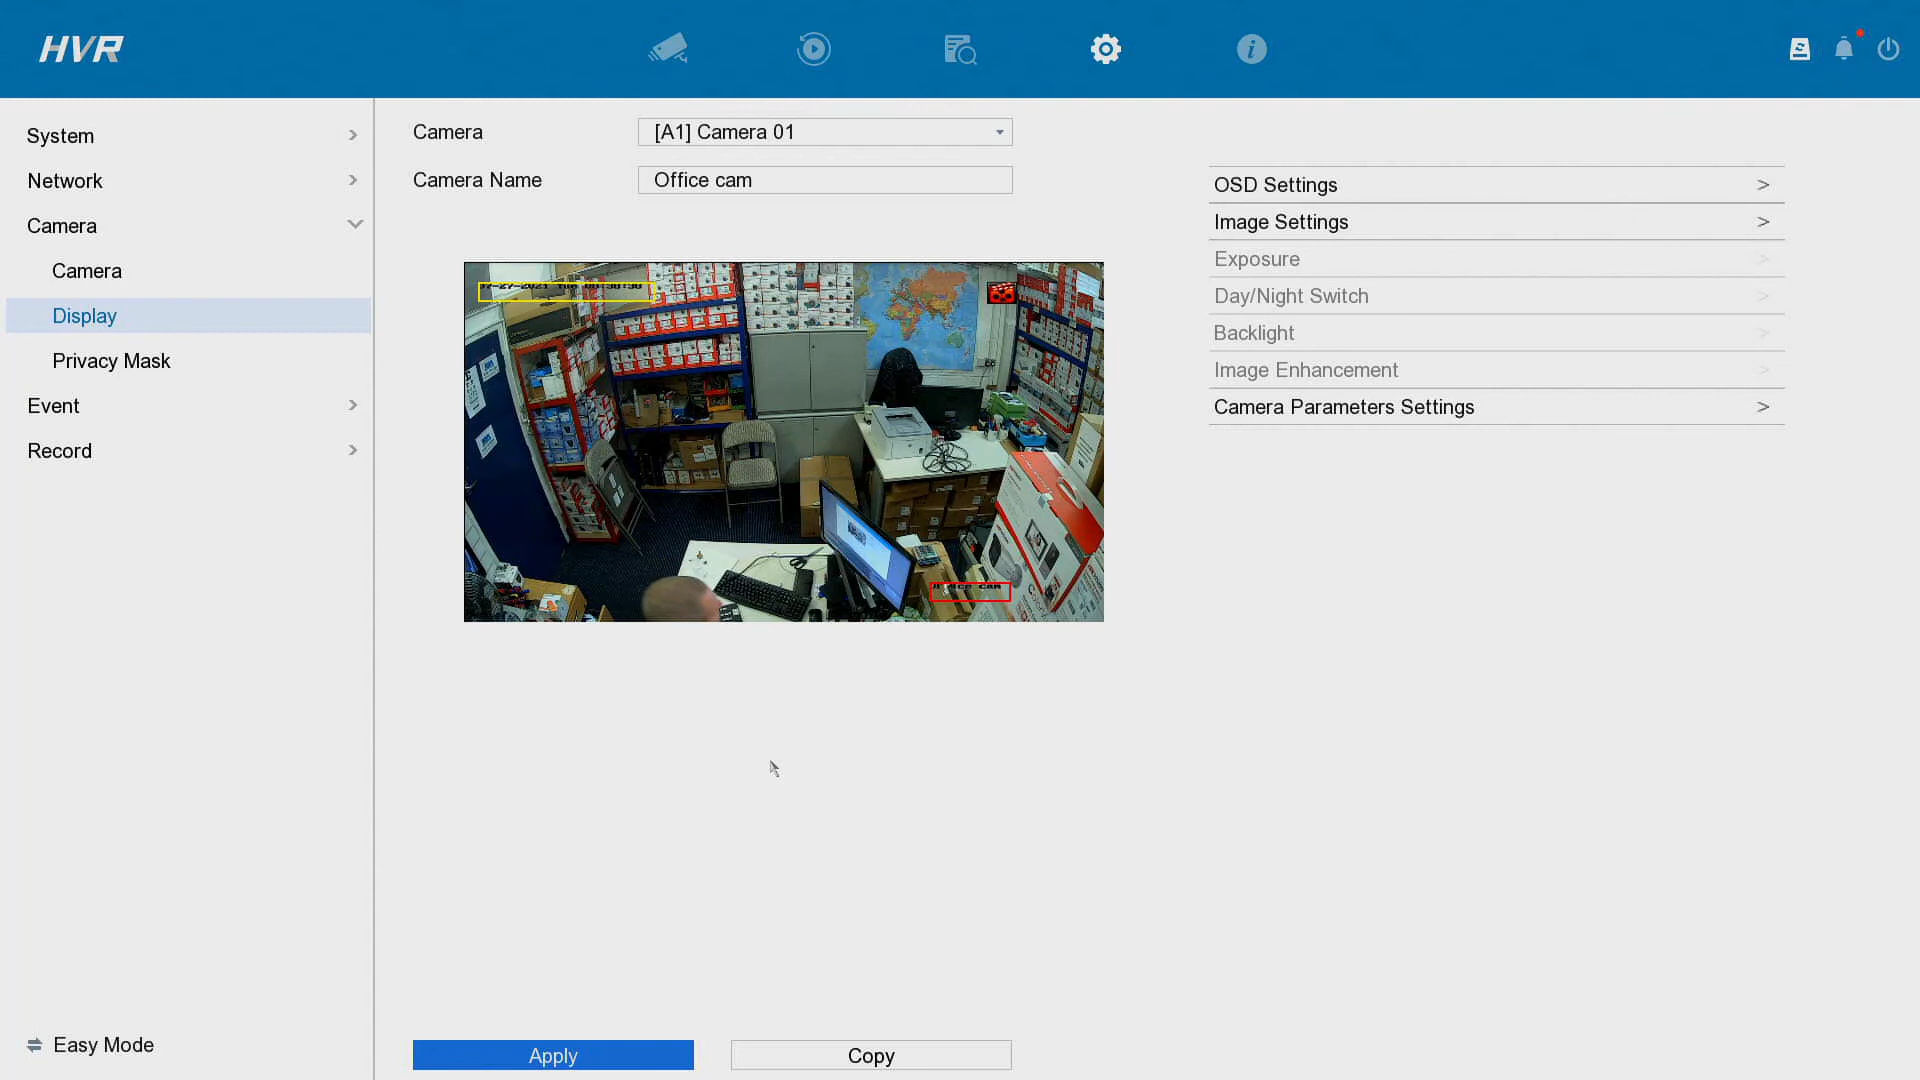 HVR
System
Network
Camera
Camera
Display
Privacy Mask
Event
Record
Easy Mode
Camera
[A1] Camera 01
Camera Name
Office cam
OSD Settings >
Image Settings >
Exposure >
Day/Night Switch >
Backlight >
Image Enhancement >
Camera Parameters Settings >
Apply
Copy